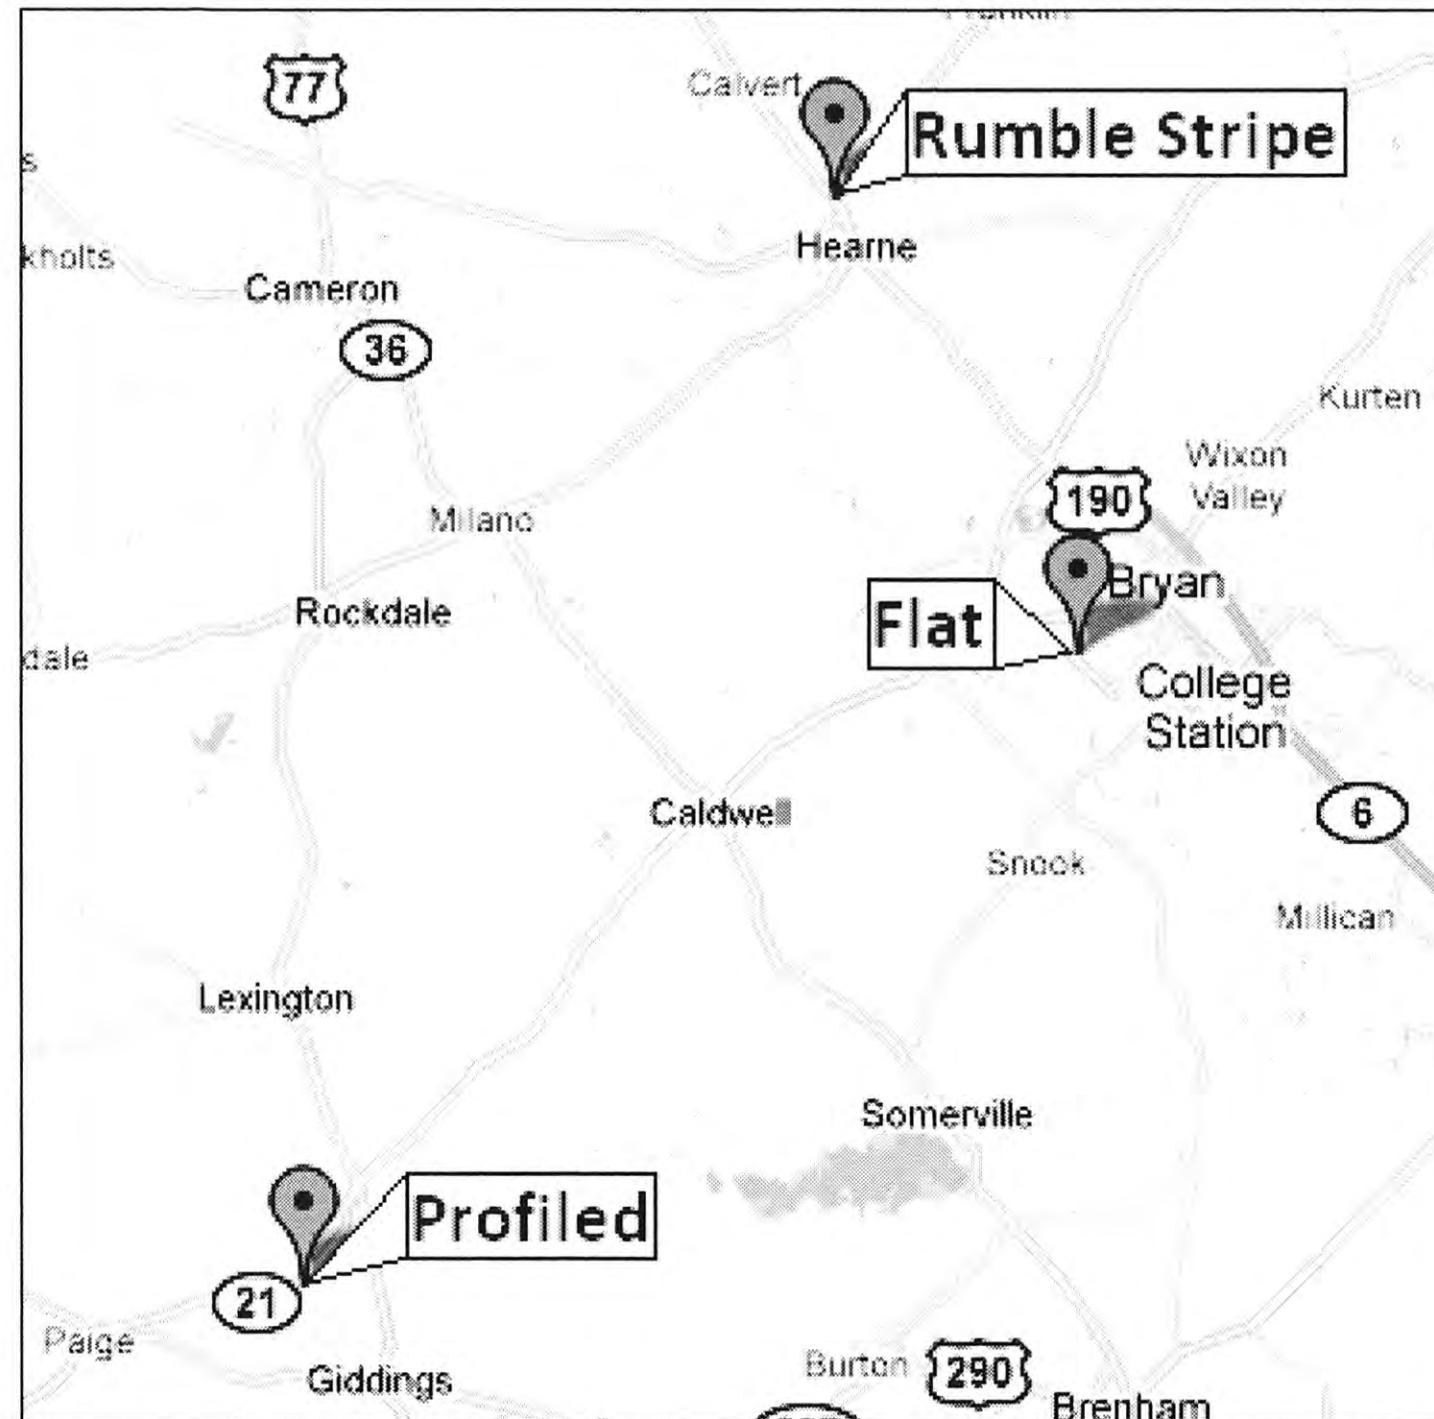 Franklin
77
Calvert
Rumble Stripe
s
Hearne
kholts
Cameron
36
Kurten
Wixon
Valley
190
Milano
Bryan
Flat
Rockdale
dale
College
Station
Caldwell
6
Snook
Millican
Lexington
Somerville
Profiled
21
Paige
Burton
290
Giddings
Brenham